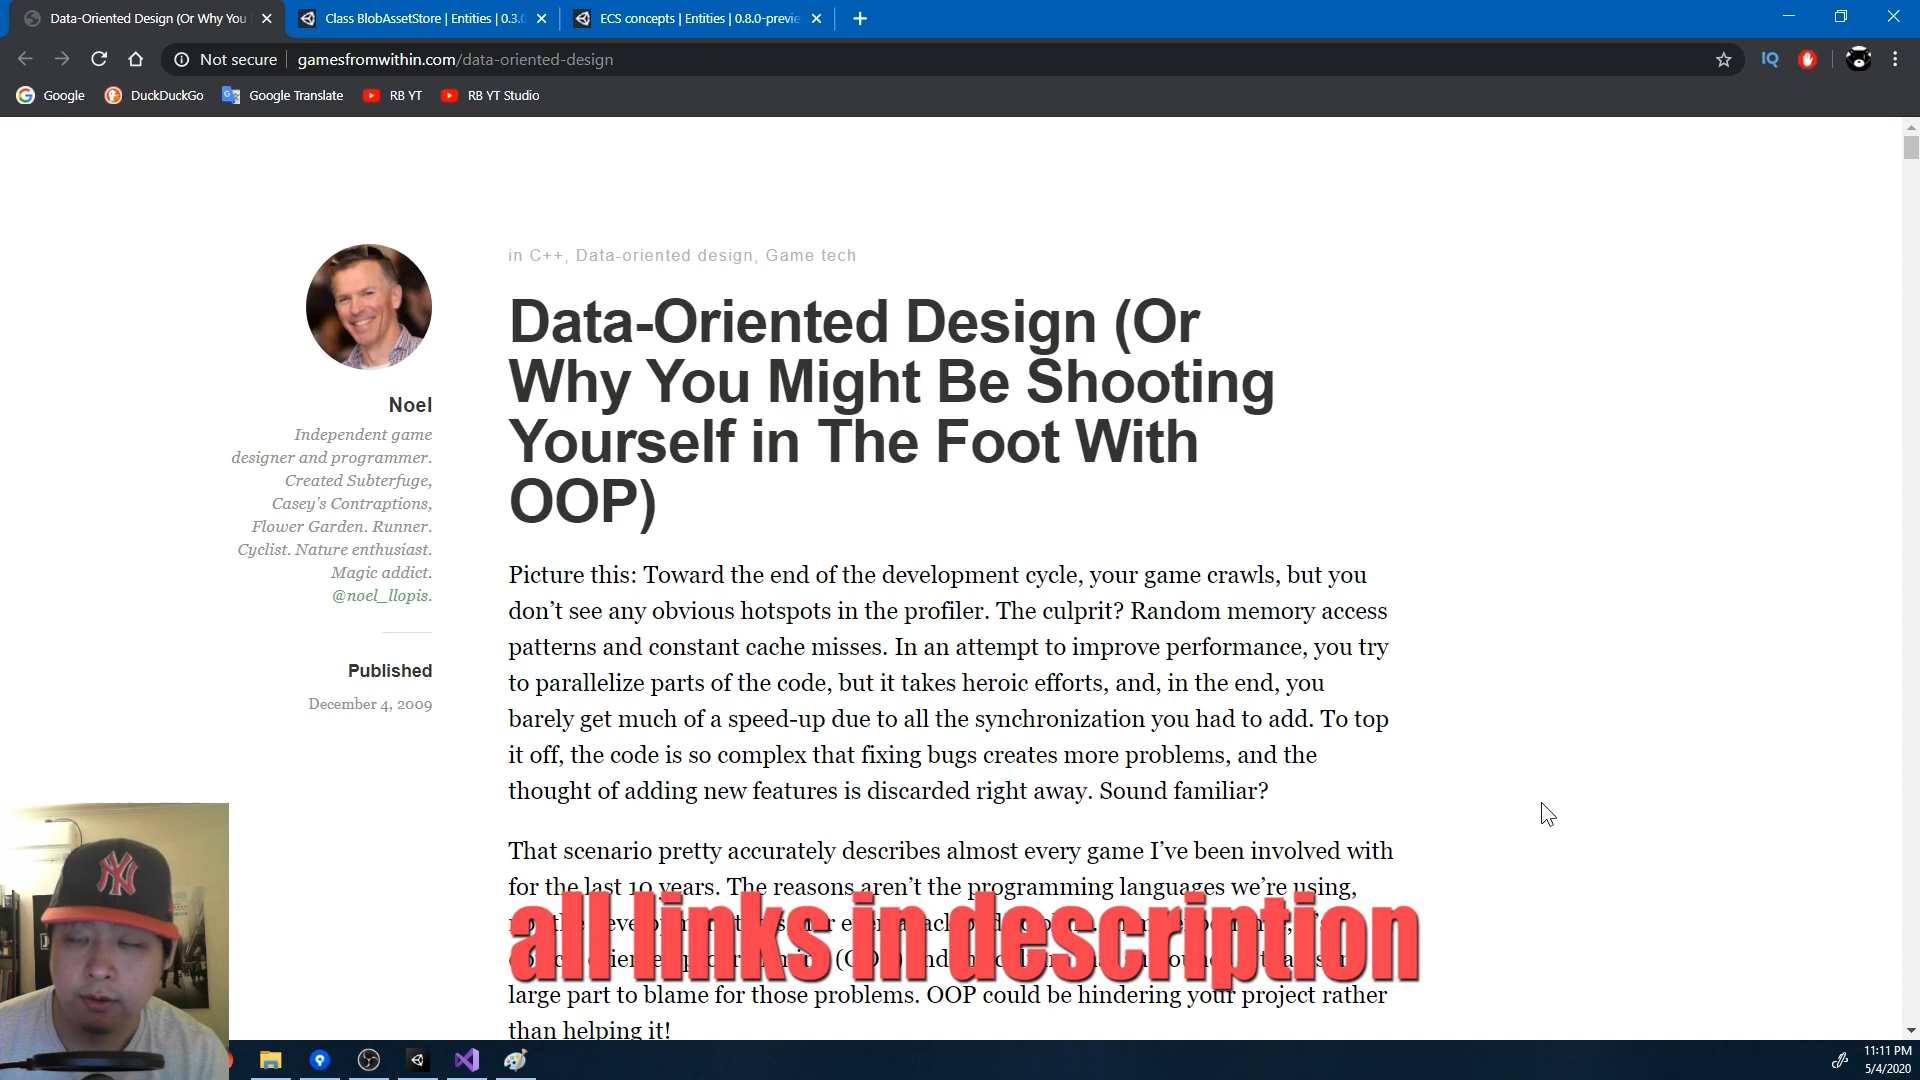 Data-Oriented Design (Or Why You
Class BlobAssetStore | Entities | 0.3.0
ECS concepts | Entities | 0.8.0-previe
Not secure
gamesfromwithin.com/data-oriented-design
IQ
Google
DuckDuckGo
Google Translate
RB YT
RB YT Studio
in C++, Data-oriented design, Game tech
Data-Oriented Design (Or
Why You Might Be Shooting
Yourself in The Foot With
OOP)
Noel
Independent game
designer and programmer.
Created Subterfuge,
Casey's Contraptions,
Flower Garden. Runner.
Cyclist. Nature enthusiast.
Magic addict.
@noel_llopis.
Published
December 4, 2009
Picture this: Toward the end of the development cycle, your game crawls, but you
don’t see any obvious hotspots in the profiler. The culprit? Random memory access
patterns and constant cache misses. In an attempt to improve performance, you try
to parallelize parts of the code, but it takes heroic efforts, and, in the end, you
barely get much of a speed-up due to all the synchronization you had to add. To top
it off, the code is so complex that fixing bugs creates more problems, and the
thought of adding new features is discarded right away. Sound familiar?
That scenario pretty accurately describes almost every game I’ve been involved with
for the last 10 years. The reasons aren’t the programming languages we’re using,
all links in description
large part to blame for those problems. OOP could be hindering your project rather
than helping it!
NY
11:11 PM
5/4/2020